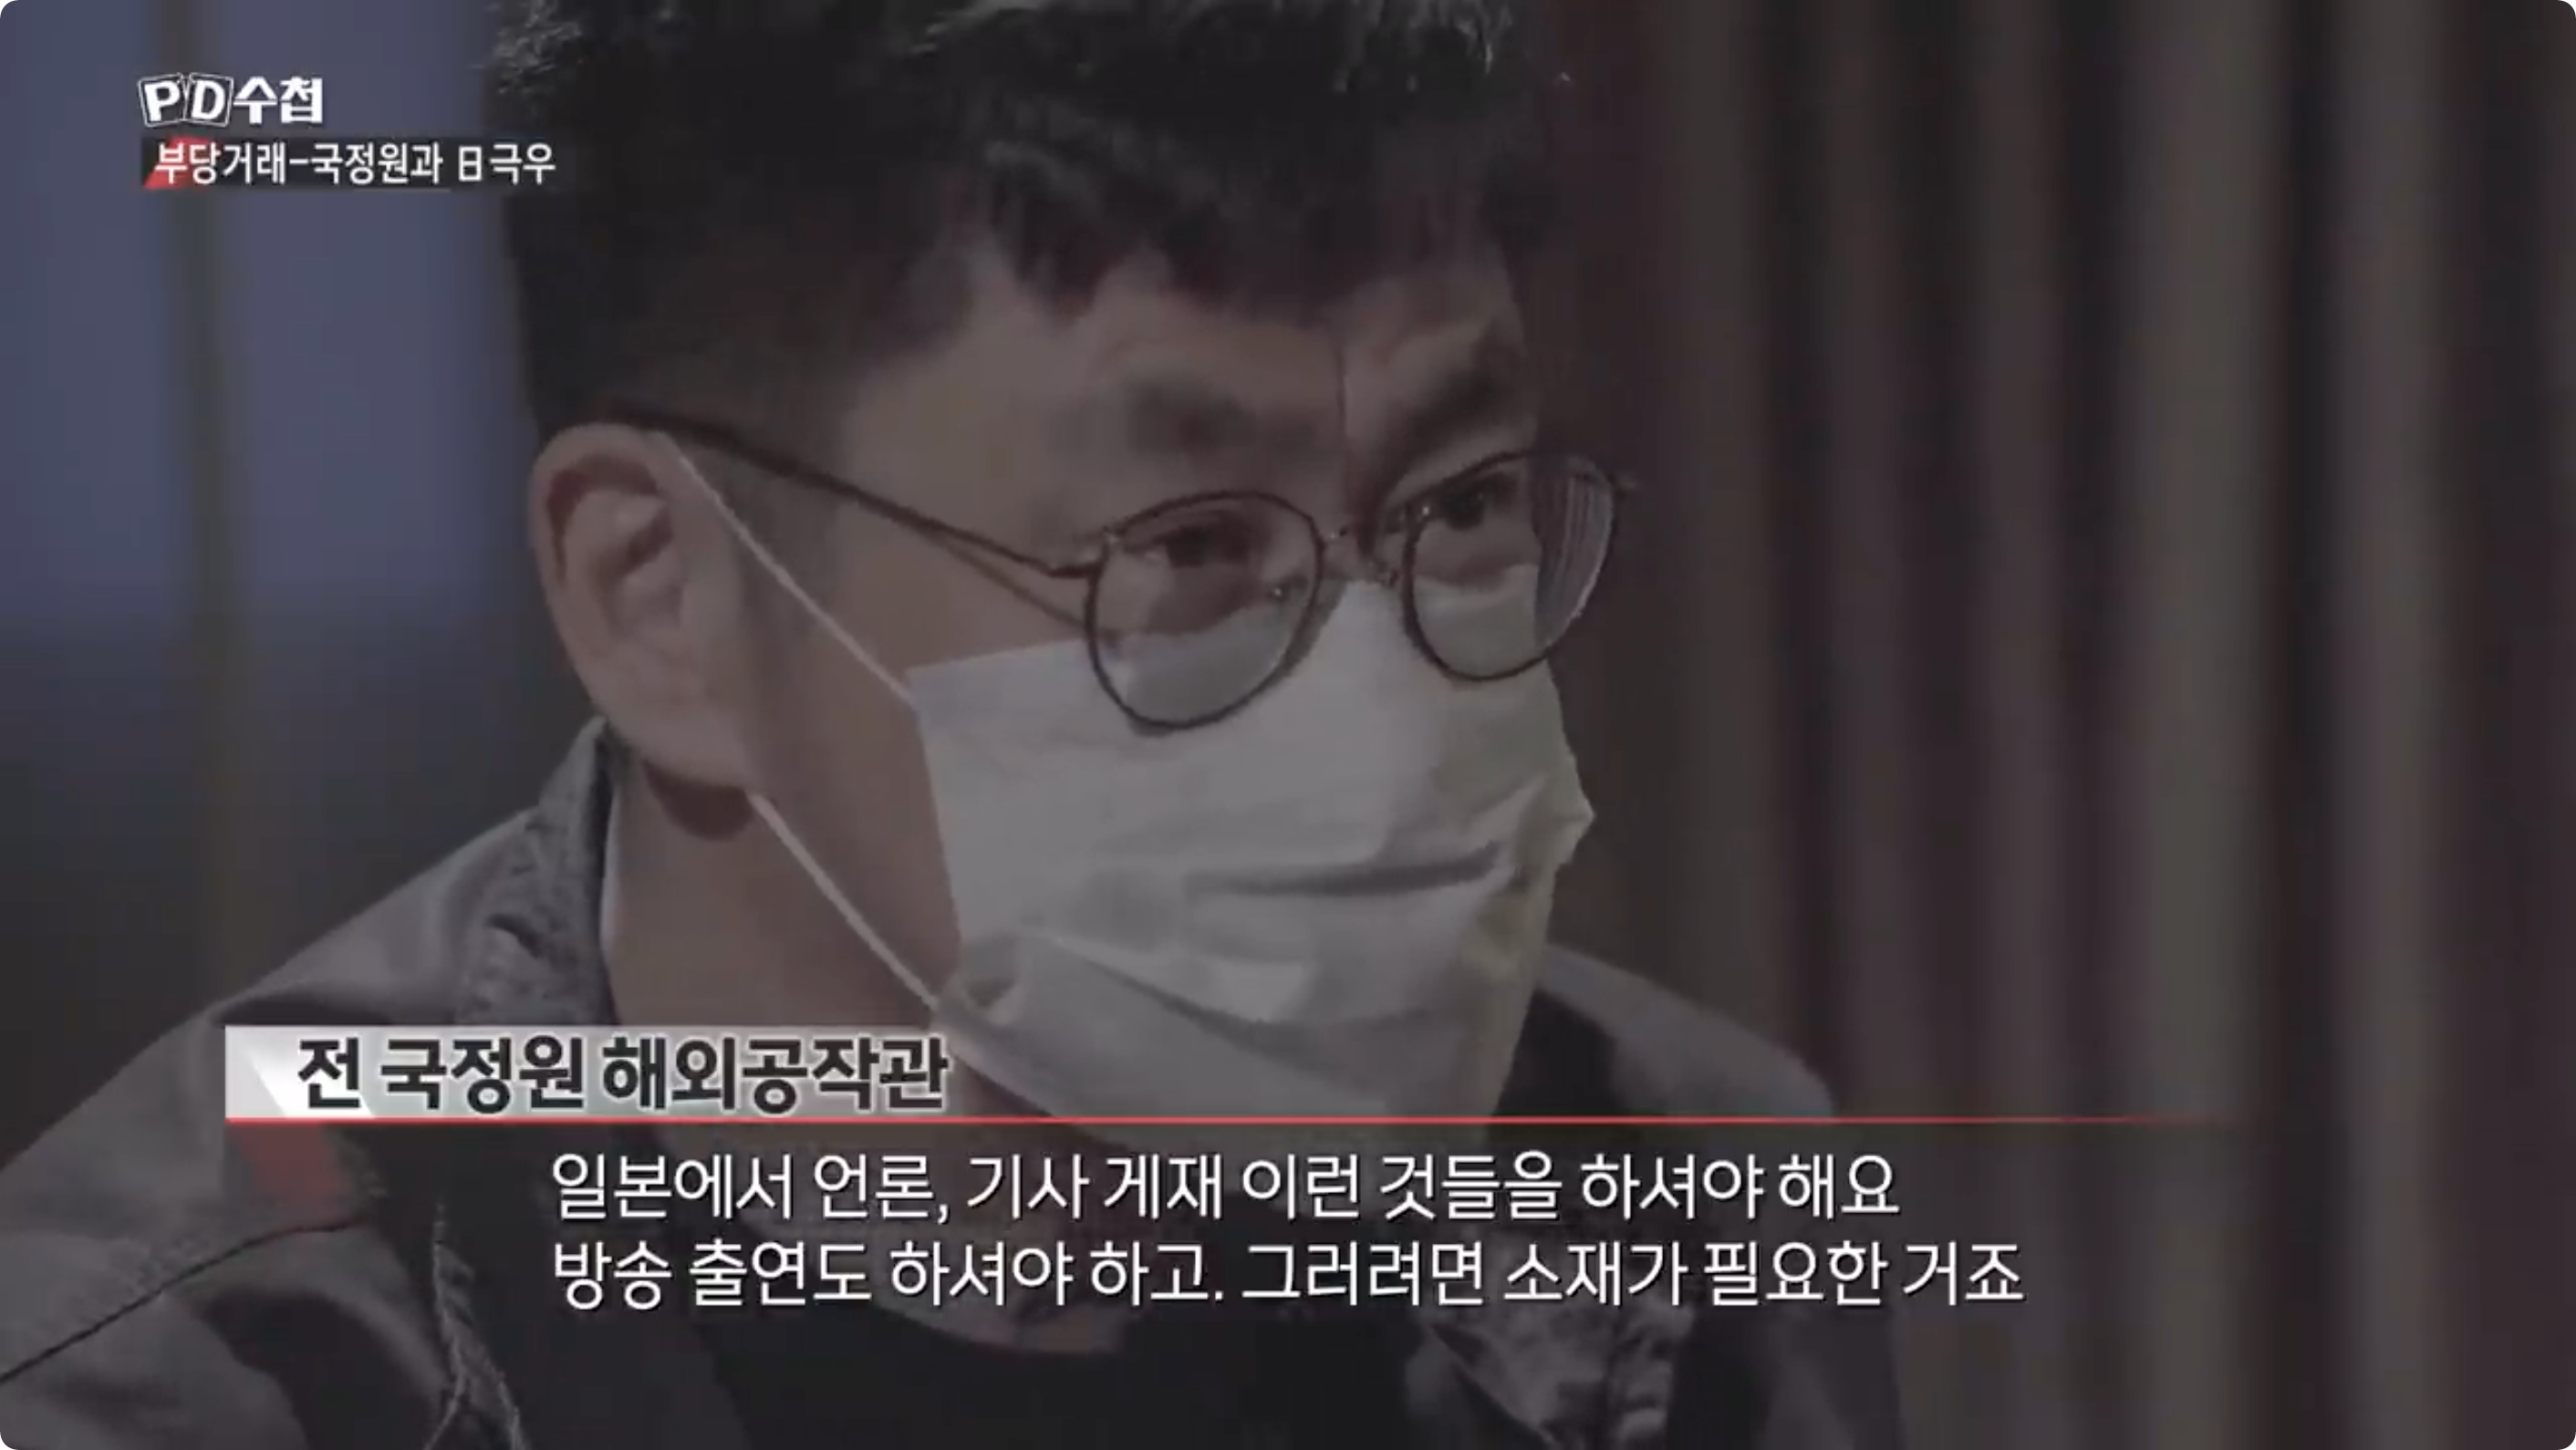 PD수첩
부당거래-국정원과 日극우
전 국정원 해외공작관
일본에서 언론, 기사 게재 이런 것들을 하셔야 해요
방송 출연도 하셔야 하고. 그러려면 소재가 필요한 거죠